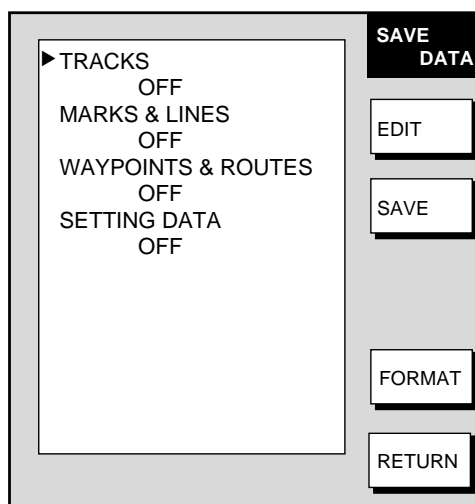 TRACKS
OFF
MARKS & LINES
OFF
WAYPOINTS & ROUTES
OFF
SETTING DATA
OFF
SAVE
DATA
EDIT
SAVE
FORMAT
RETURN